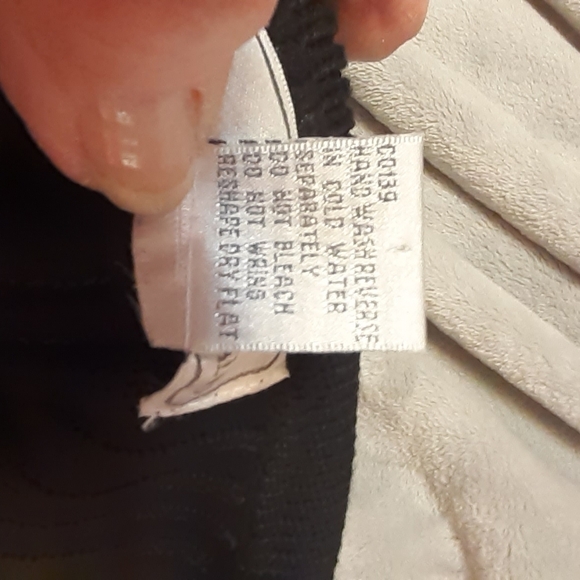 C0139
HAND WASH REVERSE
IN COLD WATER
SEPARATELY
DO NOT BLEACH
DO NOT WRING
RESHAPE DRY FLAT